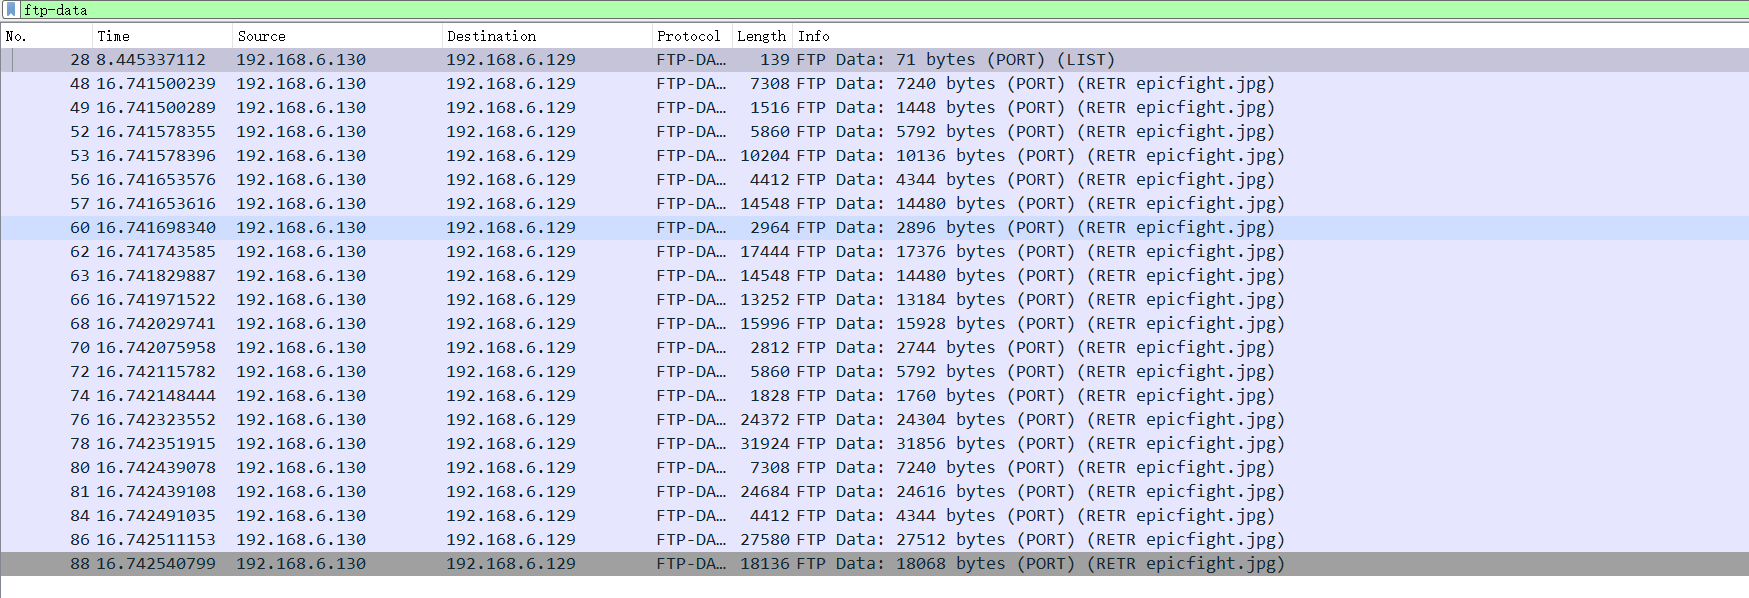 ftp-data
No. Time Source Destination Protocol Length Info
28 8.445337112 192.168.6.130 192.168.6.129 FTP-DA… 139 FTP Data: 71 bytes (PORT) (LIST)
48 16.741500239 192.168.6.130 192.168.6.129 FTP-DA… 7308 FTP Data: 7240 bytes (PORT) (RETR epicfight.jpg)
49 16.741500289 192.168.6.130 192.168.6.129 FTP-DA… 1516 FTP Data: 1448 bytes (PORT) (RETR epicfight.jpg)
52 16.741578355 192.168.6.130 192.168.6.129 FTP-DA… 5860 FTP Data: 5792 bytes (PORT) (RETR epicfight.jpg)
53 16.741578396 192.168.6.130 192.168.6.129 FTP-DA… 10204 FTP Data: 10136 bytes (PORT) (RETR epicfight.jpg)
56 16.741653576 192.168.6.130 192.168.6.129 FTP-DA… 4412 FTP Data: 4344 bytes (PORT) (RETR epicfight.jpg)
57 16.741653616 192.168.6.130 192.168.6.129 FTP-DA… 14548 FTP Data: 14480 bytes (PORT) (RETR epicfight.jpg)
60 16.741698340 192.168.6.130 192.168.6.129 FTP-DA… 2964 FTP Data: 2896 bytes (PORT) (RETR epicfight.jpg)
62 16.741743585 192.168.6.130 192.168.6.129 FTP-DA… 17444 FTP Data: 17376 bytes (PORT) (RETR epicfight.jpg)
63 16.741829887 192.168.6.130 192.168.6.129 FTP-DA… 14548 FTP Data: 14480 bytes (PORT) (RETR epicfight.jpg)
66 16.741971522 192.168.6.130 192.168.6.129 FTP-DA… 13252 FTP Data: 13184 bytes (PORT) (RETR epicfight.jpg)
68 16.742029741 192.168.6.130 192.168.6.129 FTP-DA… 15996 FTP Data: 15928 bytes (PORT) (RETR epicfight.jpg)
70 16.742075958 192.168.6.130 192.168.6.129 FTP-DA… 2812 FTP Data: 2744 bytes (PORT) (RETR epicfight.jpg)
72 16.742115782 192.168.6.130 192.168.6.129 FTP-DA… 5860 FTP Data: 5792 bytes (PORT) (RETR epicfight.jpg)
74 16.742148444 192.168.6.130 192.168.6.129 FTP-DA… 1828 FTP Data: 1760 bytes (PORT) (RETR epicfight.jpg)
76 16.742323552 192.168.6.130 192.168.6.129 FTP-DA… 24372 FTP Data: 24304 bytes (PORT) (RETR epicfight.jpg)
78 16.742351915 192.168.6.130 192.168.6.129 FTP-DA… 31924 FTP Data: 31856 bytes (PORT) (RETR epicfight.jpg)
80 16.742439078 192.168.6.130 192.168.6.129 FTP-DA… 7308 FTP Data: 7240 bytes (PORT) (RETR epicfight.jpg)
81 16.742439108 192.168.6.130 192.168.6.129 FTP-DA… 24684 FTP Data: 24616 bytes (PORT) (RETR epicfight.jpg)
84 16.742491035 192.168.6.130 192.168.6.129 FTP-DA… 4412 FTP Data: 4344 bytes (PORT) (RETR epicfight.jpg)
86 16.742511153 192.168.6.130 192.168.6.129 FTP-DA… 27580 FTP Data: 27512 bytes (PORT) (RETR epicfight.jpg)
88 16.742540799 192.168.6.130 192.168.6.129 FTP-DA… 18136 FTP Data: 18068 bytes (PORT) (RETR epicfight.jpg)